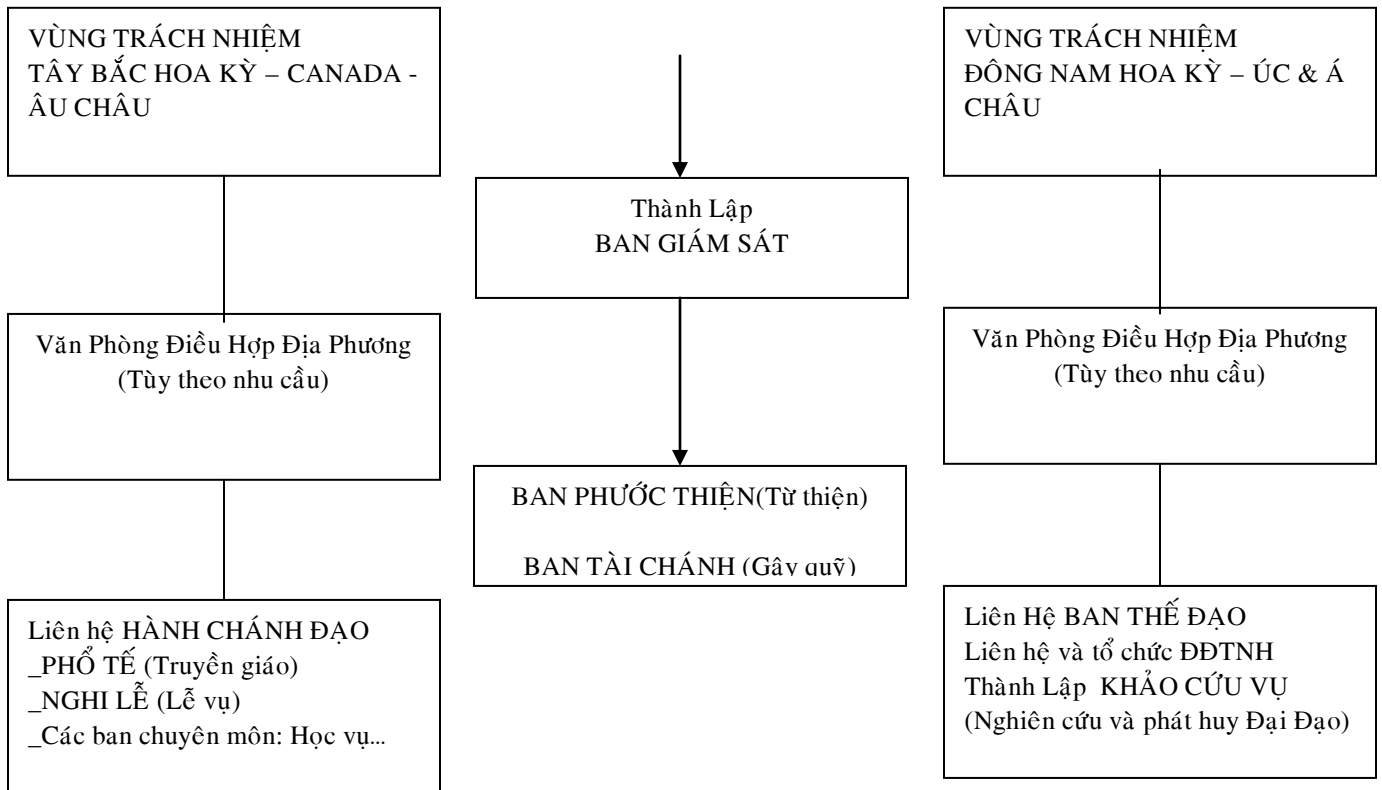 VÙNG TRÁCH NHIỆM
TÂY BẮC HOA KỲ – CANADA -
ÂU CHÂU
Văn Phòng Điều Hợp Địa Phương
(Tùy theo nhu cầu)
Liên hệ HÀNH CHÁNH ĐẠO
_PHỔ TẾ (Truyền giáo)
_NGHI LỄ (Lễ vụ)
_Các ban chuyên môn: Học vụ...
Thành Lập
BAN GIÁM SÁT
BAN PHƯỚC THIỆN(Từ thiện)
BAN TÀI CHÁNH (Gây quỹ)
VÙNG TRÁCH NHIỆM
ĐÔNG NAM HOA KỲ – ÚC & Á
CHÂU
Văn Phòng Điều Hợp Địa Phương
(Tùy theo nhu cầu)
Liên Hệ BAN THẾ ĐẠO
Liên hệ và tổ chức ĐĐTNH
Thành Lập KHẢO CỨU VỤ
(Nghiên cứu và phát huy Đại Đạo)